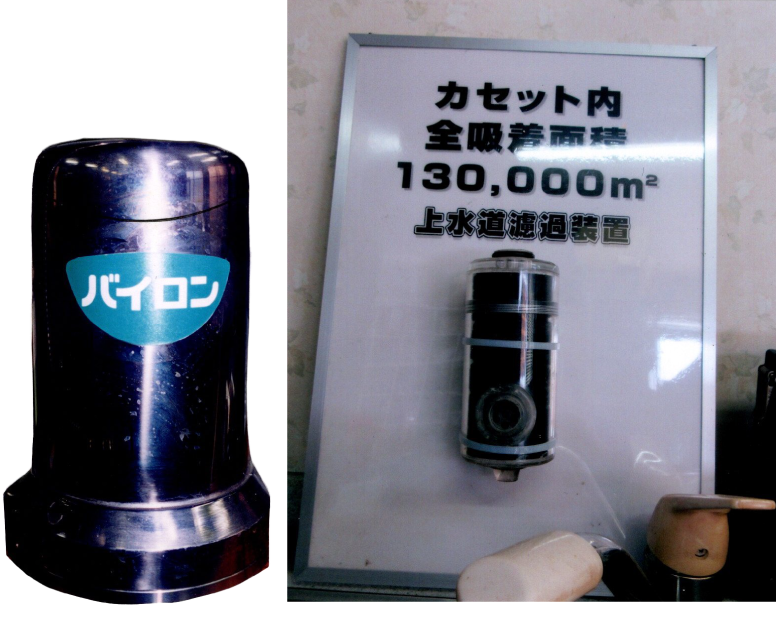 バイロン
カセット内
全吸着面積
130,000m²
上水道濾過装置